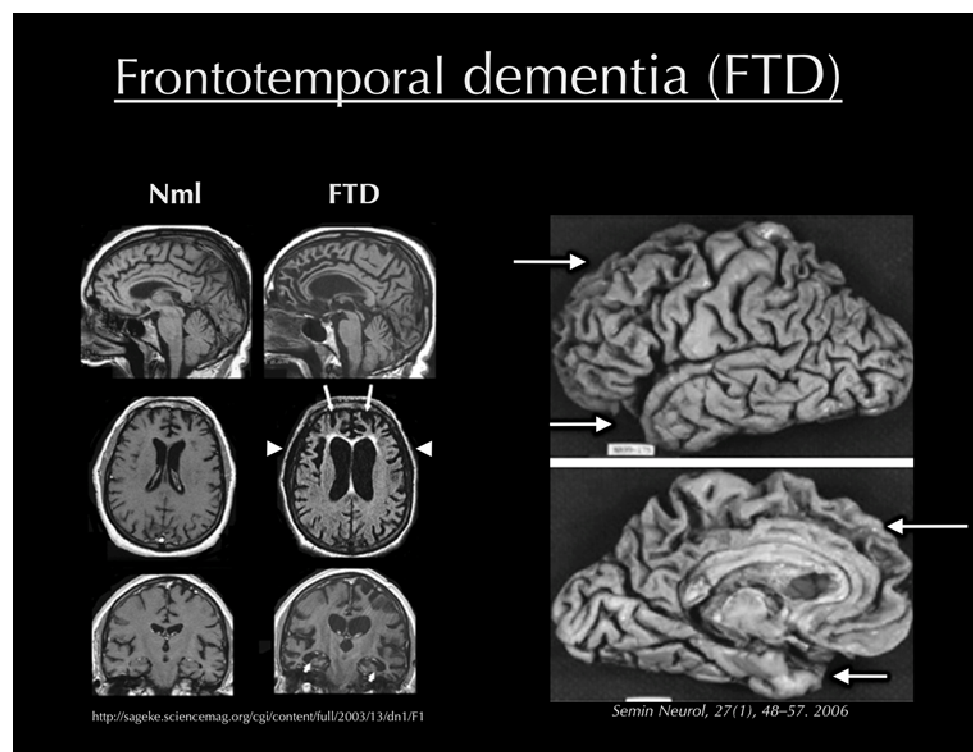 Frontotemporal dementia (FTD)
Nml
FTD
http://sageke.sciencemag.org/cgi/content/full/2003/13/dn1/F1
Semin Neurol, 27(1), 48–57. 2006